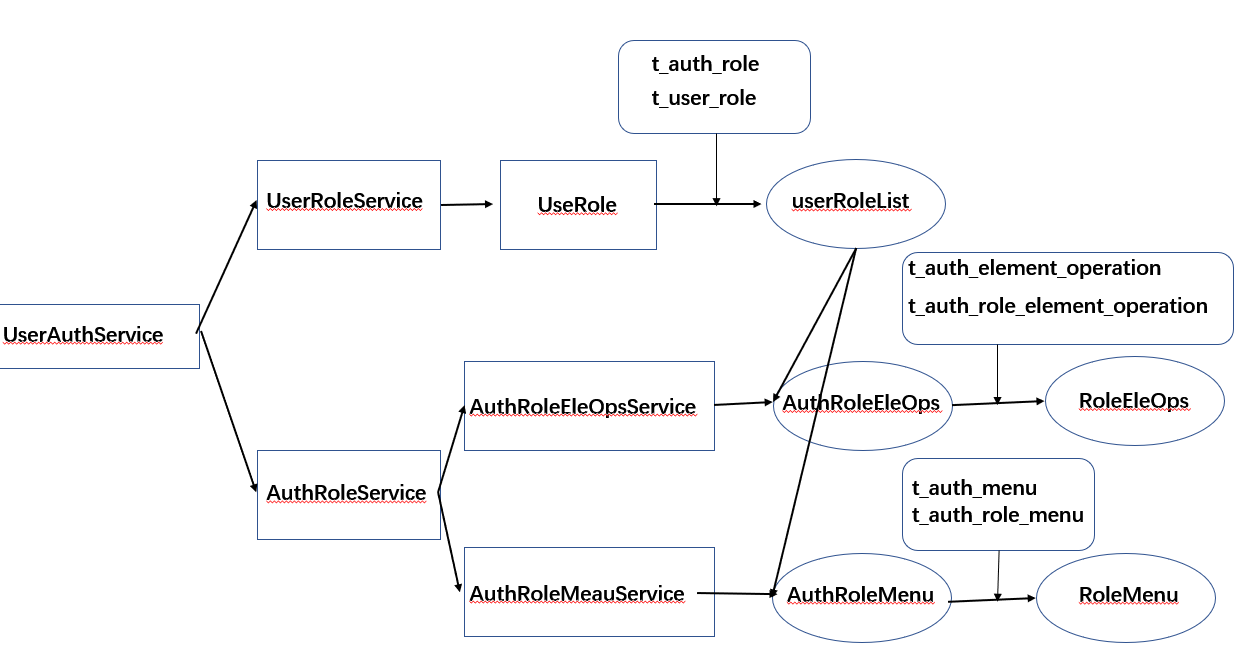 t_auth_role
t_user_role
UserRoleService
UseRole
userRoleList
t_auth_element_operation
t_auth_role_element_operation
UserAuthService
AuthRoleEleOpsService
AuthRoleEleOps
RoleEleOps
AuthRoleService
t_auth_menu
t_auth_role_menu
AuthRoleMeauService
AuthRoleMenu
RoleMenu